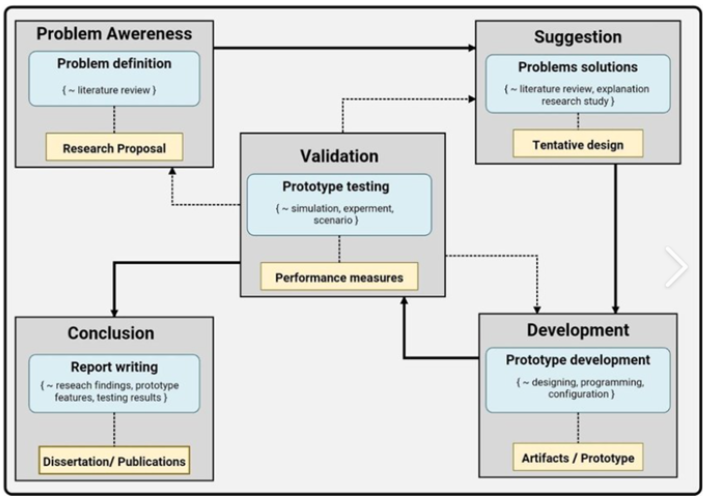 Problem Awereness
Problem definition
{ ~ literature review }
Research Proposal
Suggestion
Problems solutions
{ ~ literature review, explanation
research study }
Tentative design
Validation
Prototype testing
{ ~ simulation, experment,
scenario }
Performance measures
Conclusion
Report writing
{ ~ reseach findings, prototype
features, testing results }
Dissertation/ Publications
Development
Prototype development
{ ~ designing, programming,
configuration }
Artifacts / Prototype